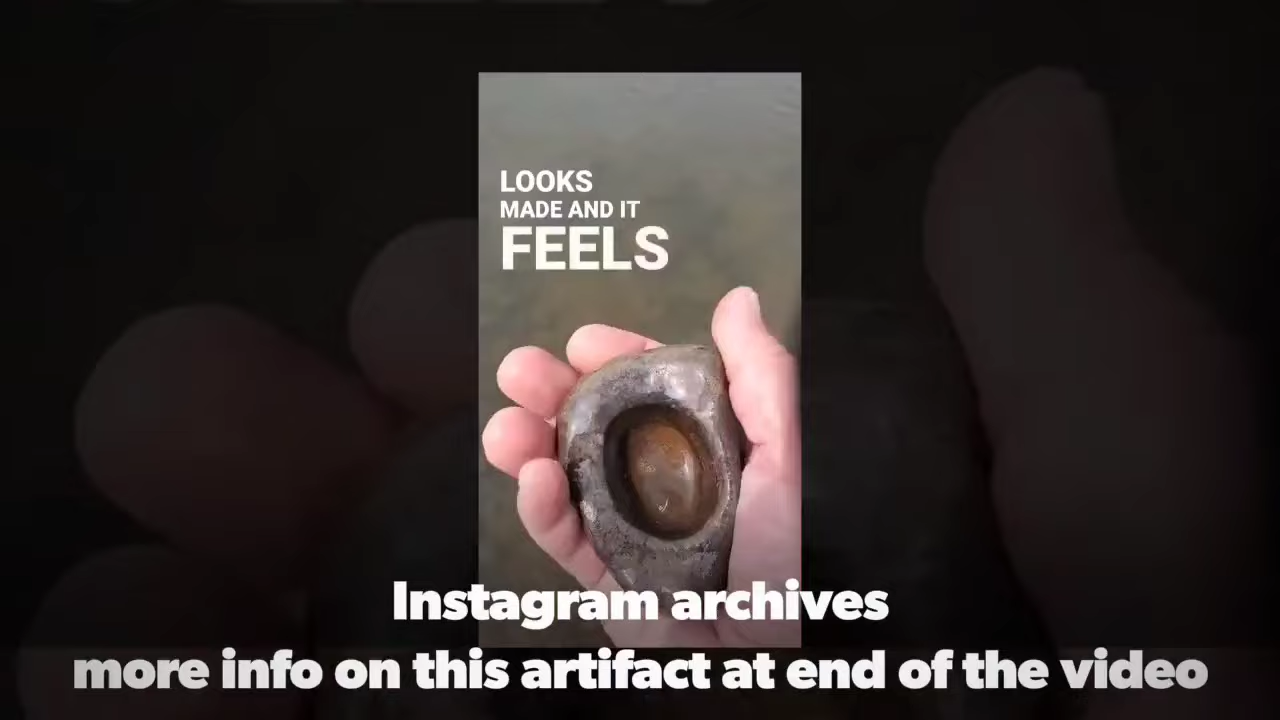 LOOKS
MADE AND IT
FEELS
Instagram archives
more info on this artifact at end of the video